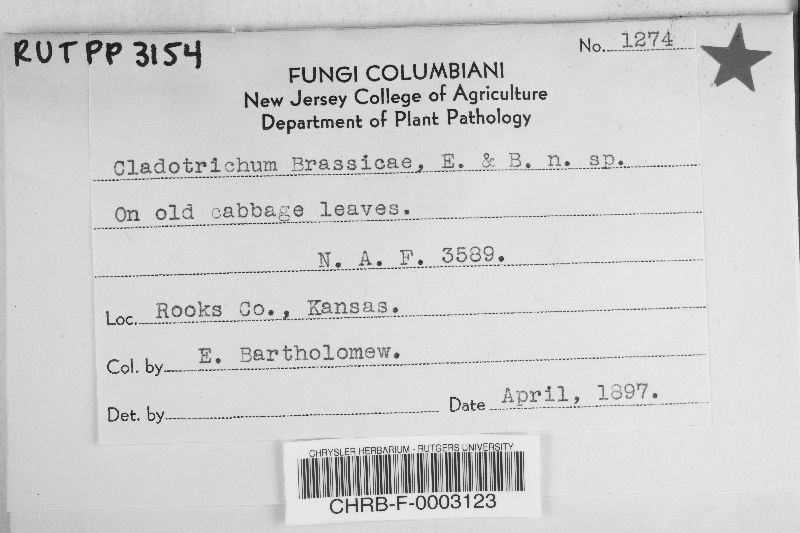 RUTPP 3154
No. 1274
FUNGI COLUMBIANI
New Jersey College of Agriculture
Department of Plant Pathology
Cladotrichum Brassicae, E. & B. n. sp.
On old cabbage leaves.
N. A. F. 3589.
Loc. Rooks Co., Kansas.
Col. by E. Bartholomew.
Det. by
Date April, 1897.
CHRYSLER HERBARIUM - RUTGERS UNIVERSITY
CHRB-F-0003123